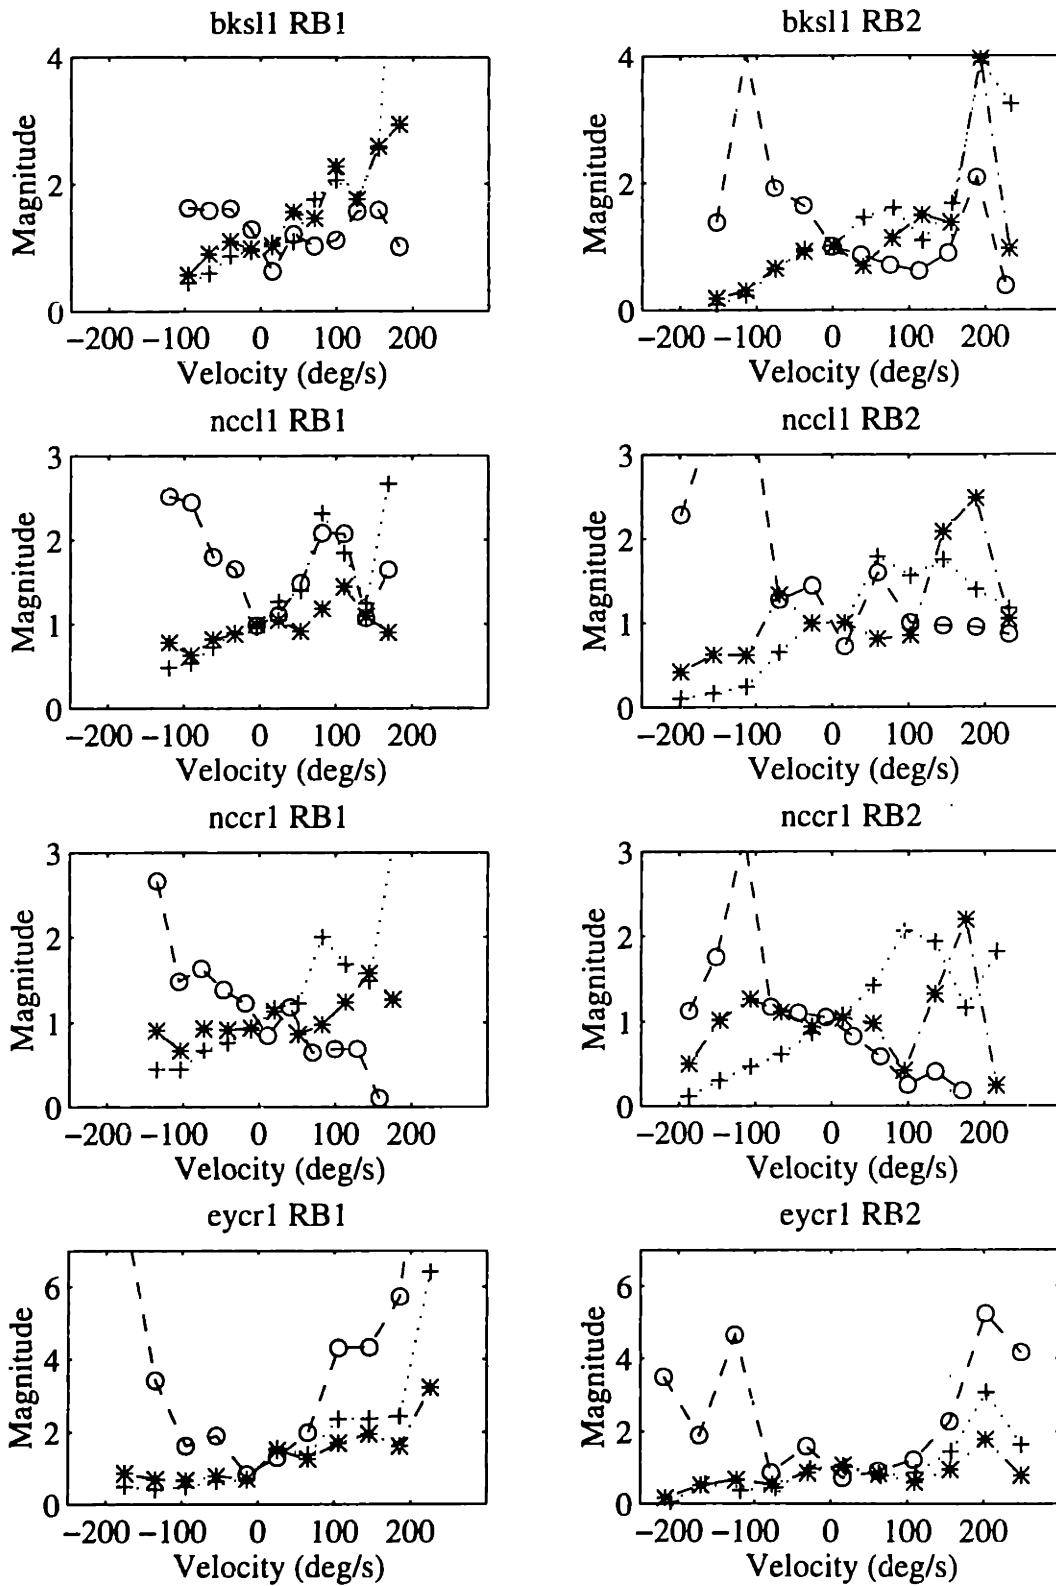 bksl1 RB1
bksl1 RB2
4
2
0
Magnitude
-200 -100 0 100 200
Velocity (deg/s)
4
2
0
Magnitude
-200 -100 0 100 200
Velocity (deg/s)
nccl1 RB1
nccl1 RB2
3
2
1
0
Magnitude
-200 -100 0 100 200
Velocity (deg/s)
3
2
1
0
Magnitude
-200 -100 0 100 200
Velocity (deg/s)
nccr1 RB1
nccr1 RB2
3
2
1
0
Magnitude
-200 -100 0 100 200
Velocity (deg/s)
3
2
1
0
Magnitude
-200 -100 0 100 200
Velocity (deg/s)
eycr1 RB1
eycr1 RB2
6
4
2
0
Magnitude
-200 -100 0 100 200
Velocity (deg/s)
6
4
2
0
Magnitude
-200 -100 0 100 200
Velocity (deg/s)